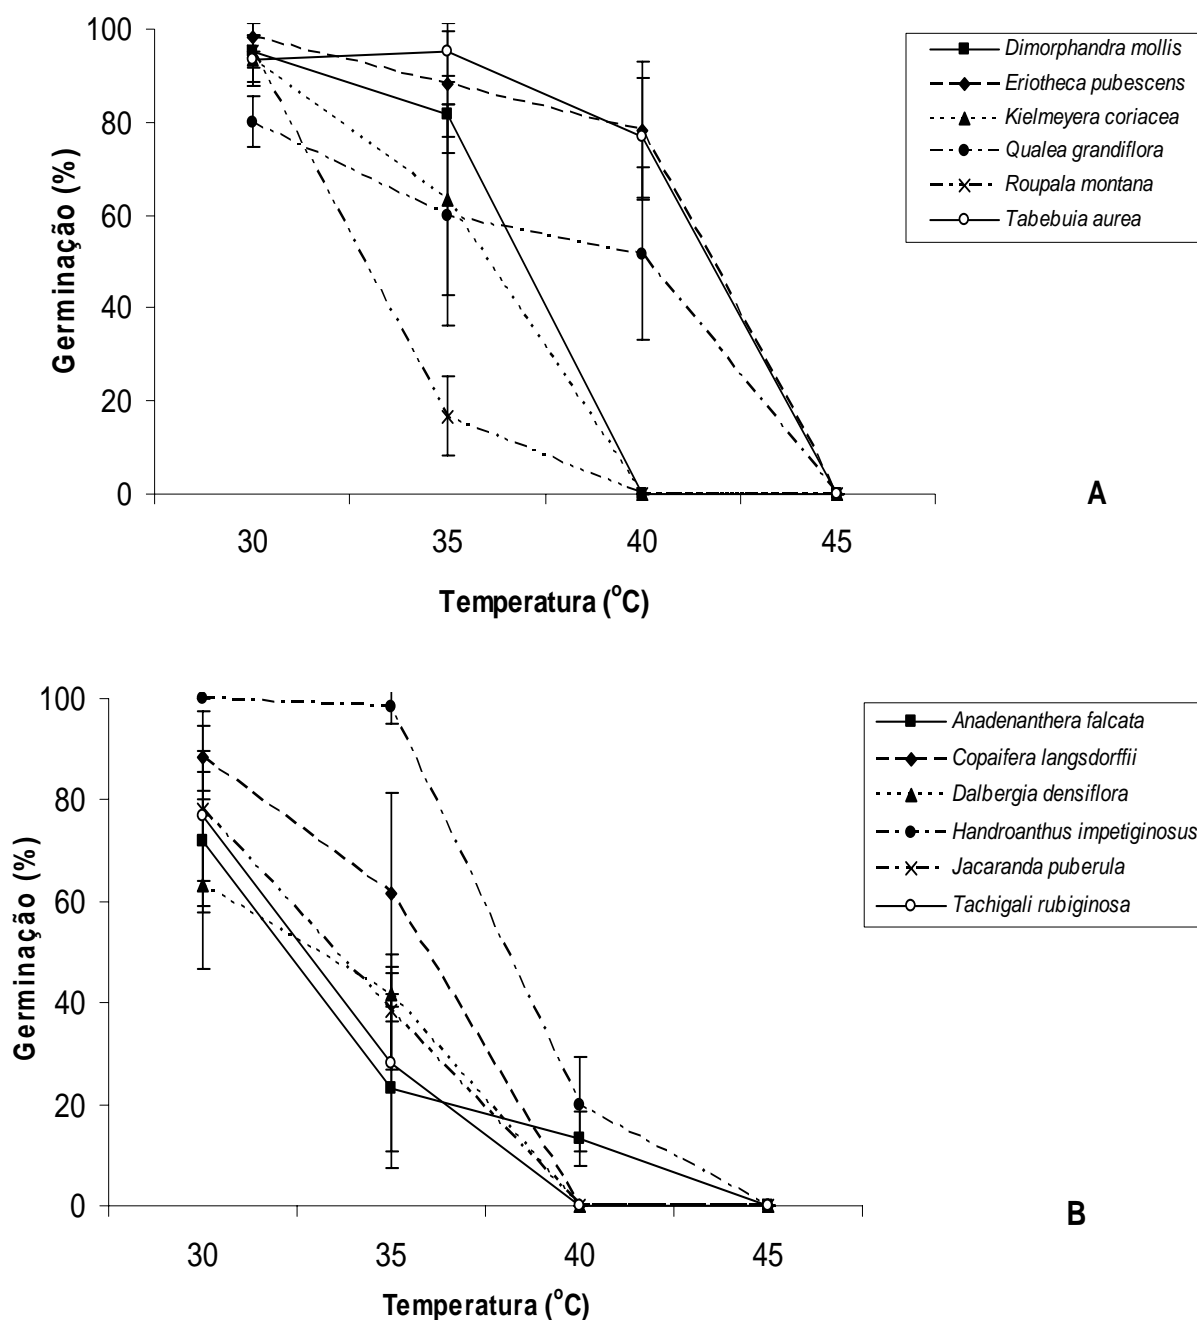 100
80
60
40
20
0
Germinação (%)
30 35 40 45
Temperatura (°C)
Dimorphandra mollis
Eriotheca pubescens
Kielmeyera coriacea
Qualea grandiflora
Roupala montana
Tabebuia aurea
A
100
80
60
40
20
0
Germinação (%)
30 35 40 45
Temperatura (°C)
Anadenanthera falcata
Copaifera langsdorffii
Dalbergia densiflora
Handroanthus impetiginosus
Jacaranda puberula
Tachigali rubiginosa
B